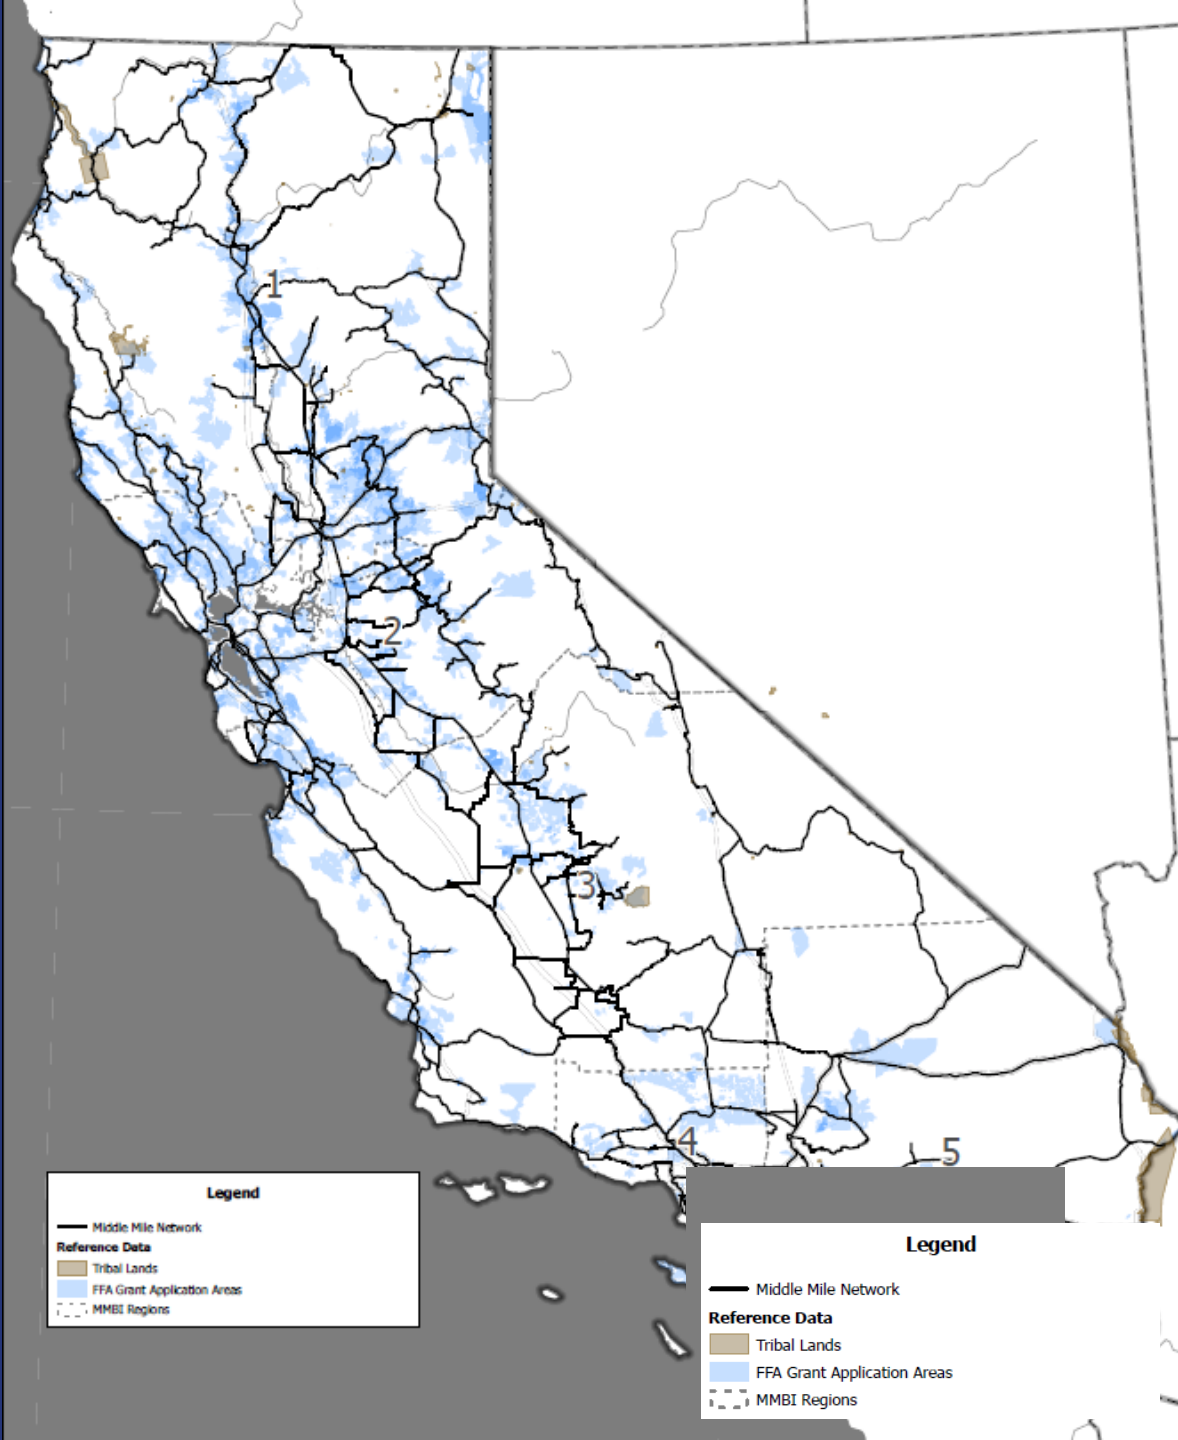 1
2
3
4
5
Legend
Middle Mile Network
Reference Data
Tribal Lands
FFA Grant Application Areas
MMBI Regions
Legend
Middle Mile Network
Reference Data
Tribal Lands
FFA Grant Application Areas
MMBI Regions